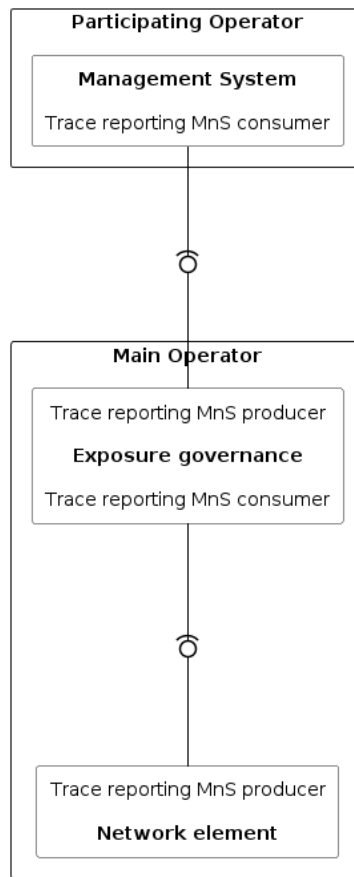 Participating Operator
Management System
Trace reporting MnS consumer
Main Operator
Trace reporting MnS producer
Exposure governance
Trace reporting MnS consumer
Trace reporting MnS producer
Network element